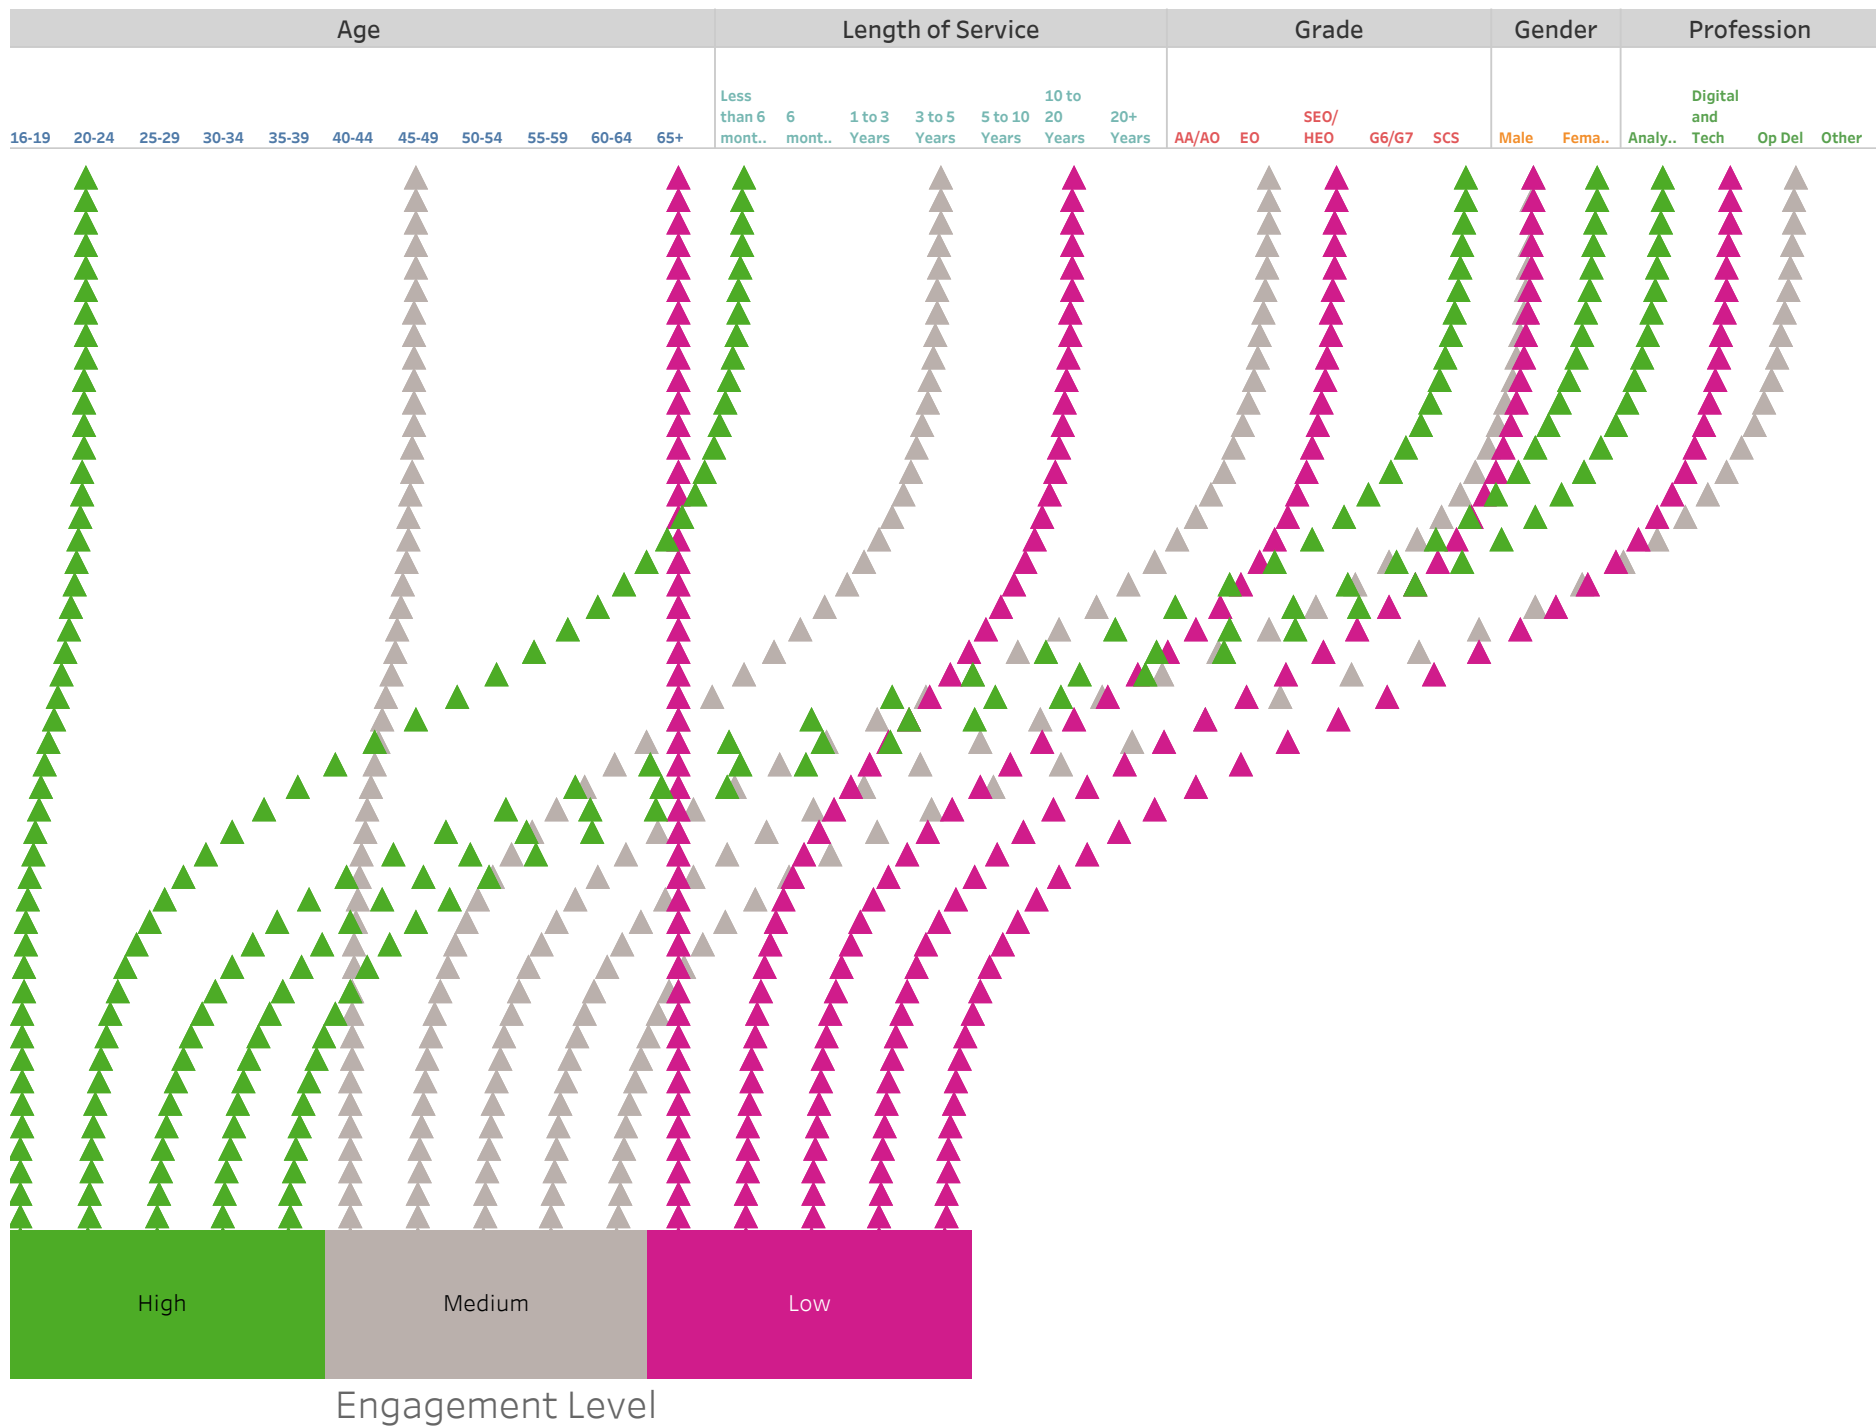 Age Length of Service Grade Gender Profession
16-19 20-24 25-29 30-34 35-39 40-44 45-49 50-54 55-59 60-64 65+
Less
than 6
mont..
6
mont..
1 to 3
Years
3 to 5
Years
5 to 10
Years
10 to
20
Years
20+
Years
AA/AO EO
SEO/
HEO
G6/G7 SCS
Male Fema..
Analy..
Digital
and
Tech
Op Del Other
High Medium Low
Engagement Level